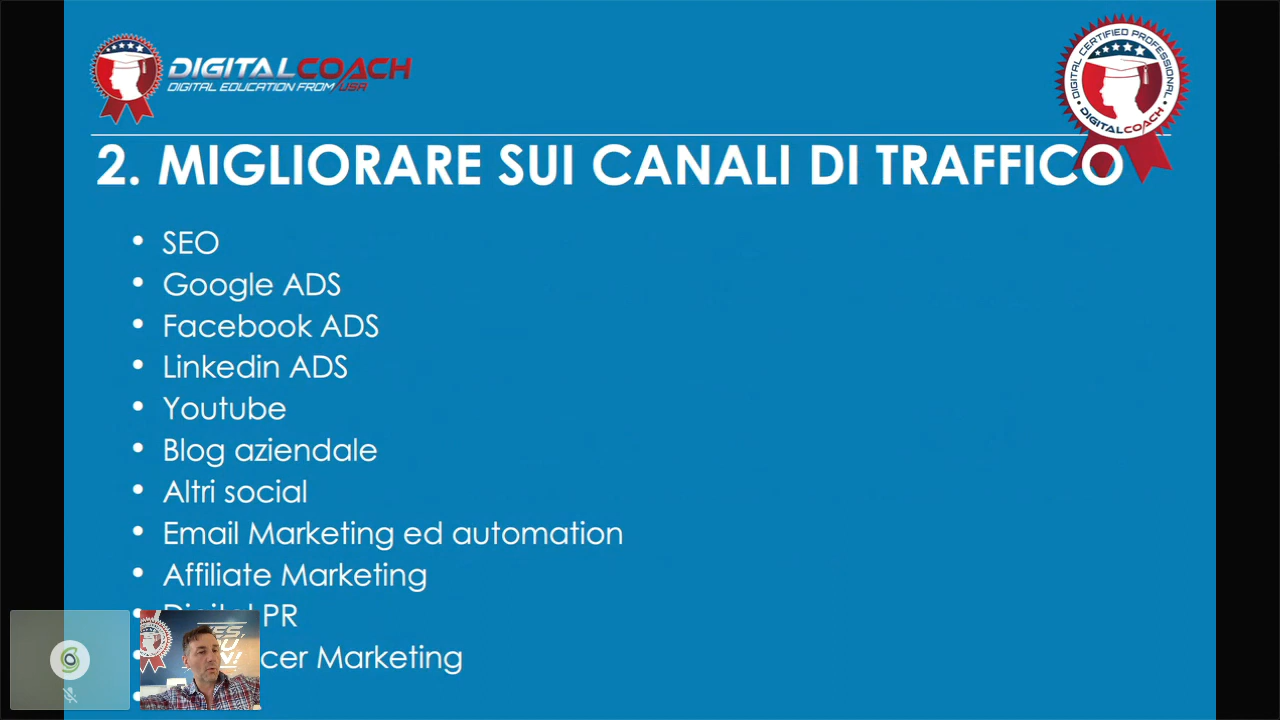 DIGITALCOACH
DIGITAL EDUCATION FROM USA
DIGITAL CERTIFIED PROFESSIONAL
DIGITALCOACH
2. MIGLIORARE SUI CANALI DI TRAFFICO
• SEO
• Google ADS
• Facebook ADS
• Linkedin ADS
• Youtube
• Blog aziendale
• Altri social
• Email Marketing ed automation
• Affiliate Marketing
• Digital PR
cer Marketing